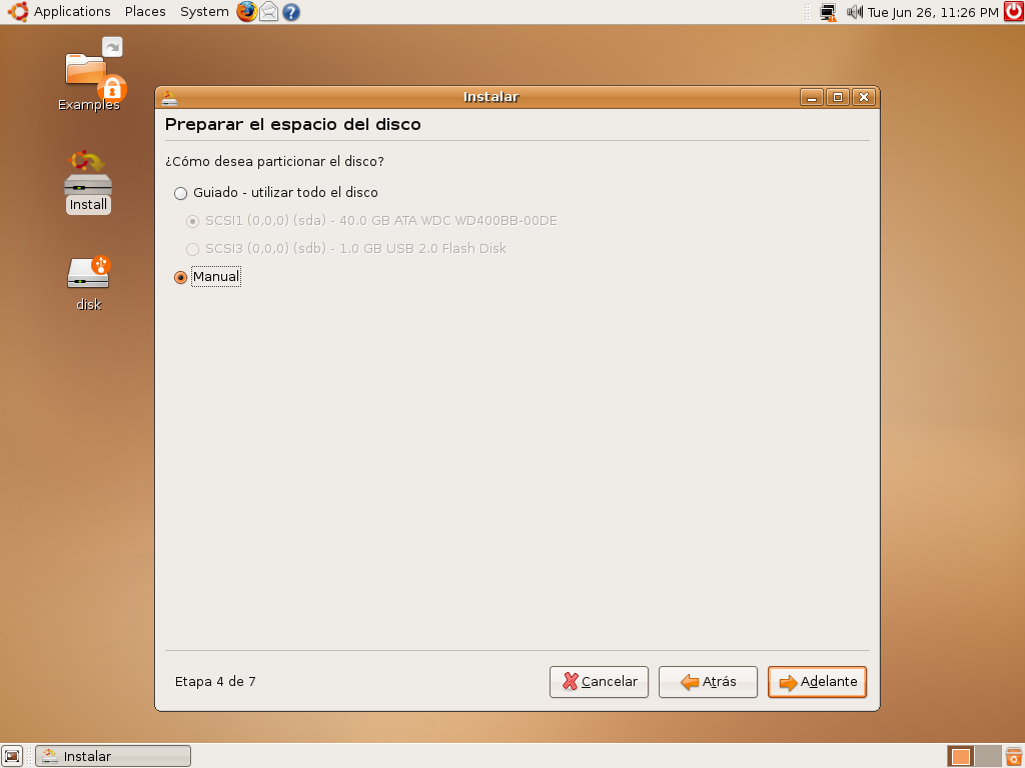 Applications Places System Tue Jun 26, 11:26 PM
Examples
Install
disk
Instalar
Preparar el espacio del disco
¿Cómo desea particionar el disco?
Guiado - utilizar todo el disco
SCSI1 (0,0,0) (sda) - 40.0 GB ATA WDC WD400BB-00DE
SCSI3 (0,0,0) (sdb) - 1.0 GB USB 2.0 Flash Disk
Manual
Etapa 4 de 7 Cancelar Atrás Adelante
Instalar